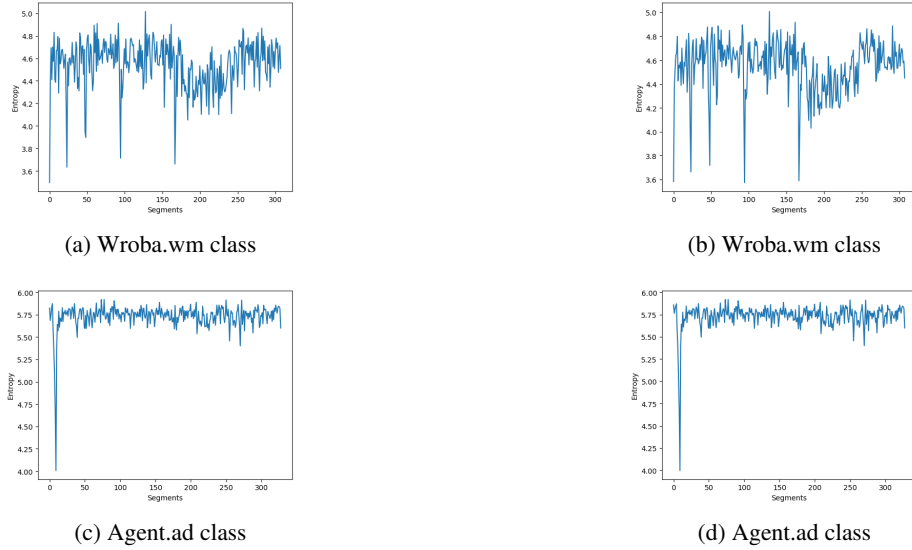 5.0
4.8
4.6
4.4
4.2
4.0
3.8
3.6
Entropy
0 50 100 150 200 250 300
Segments
(a) Wroba.wm class
5.0
4.8
4.6
4.4
4.2
4.0
3.8
3.6
Entropy
0 50 100 150 200 250 300
Segments
(b) Wroba.wm class
6.00
5.75
5.50
5.25
5.00
4.75
4.50
4.25
4.00
Entropy
0 50 100 150 200 250 300
Segments
(c) Agent.ad class
6.00
5.75
5.50
5.25
5.00
4.75
4.50
4.25
4.00
Entropy
0 50 100 150 200 250 300
Segments
(d) Agent.ad class